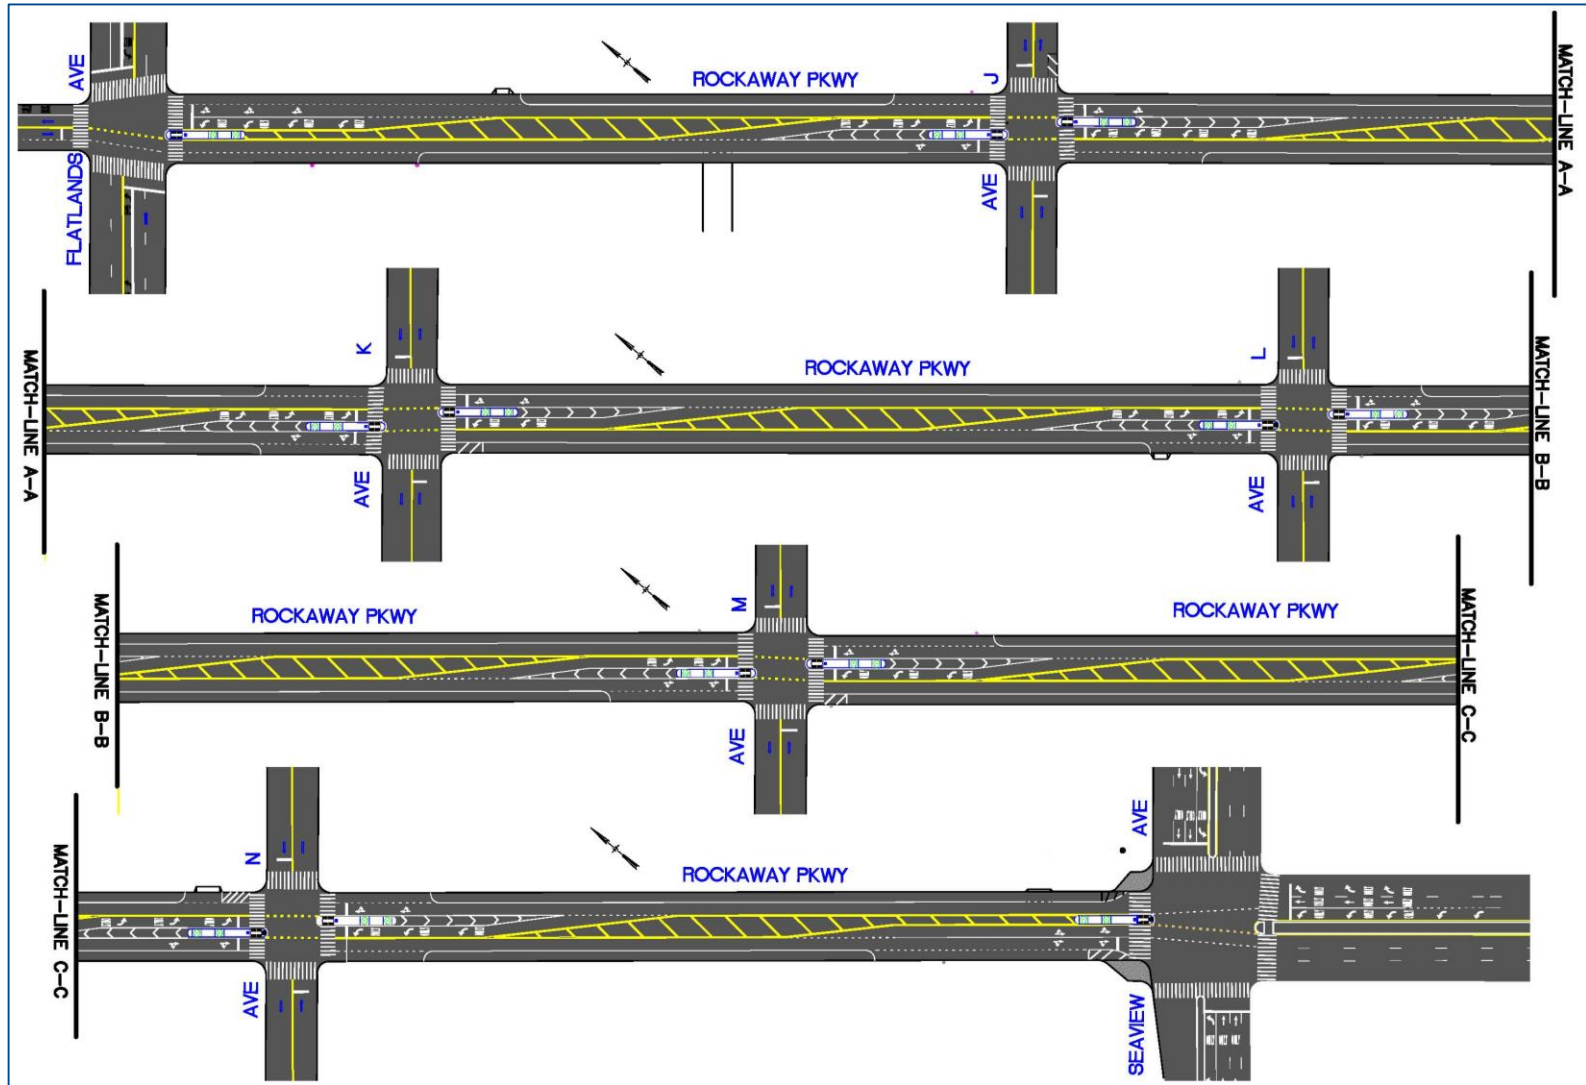 ROCKAWAY PKWY
FLATLANDS AVE
J AVE
MATCH-LINE A-A
MATCH-LINE A-A
K AVE
ROCKAWAY PKWY
L AVE
MATCH-LINE B-B
MATCH-LINE B-B
ROCKAWAY PKWY
M AVE
ROCKAWAY PKWY
MATCH-LINE C-C
MATCH-LINE C-C
N AVE
ROCKAWAY PKWY
SEAVIEW AVE